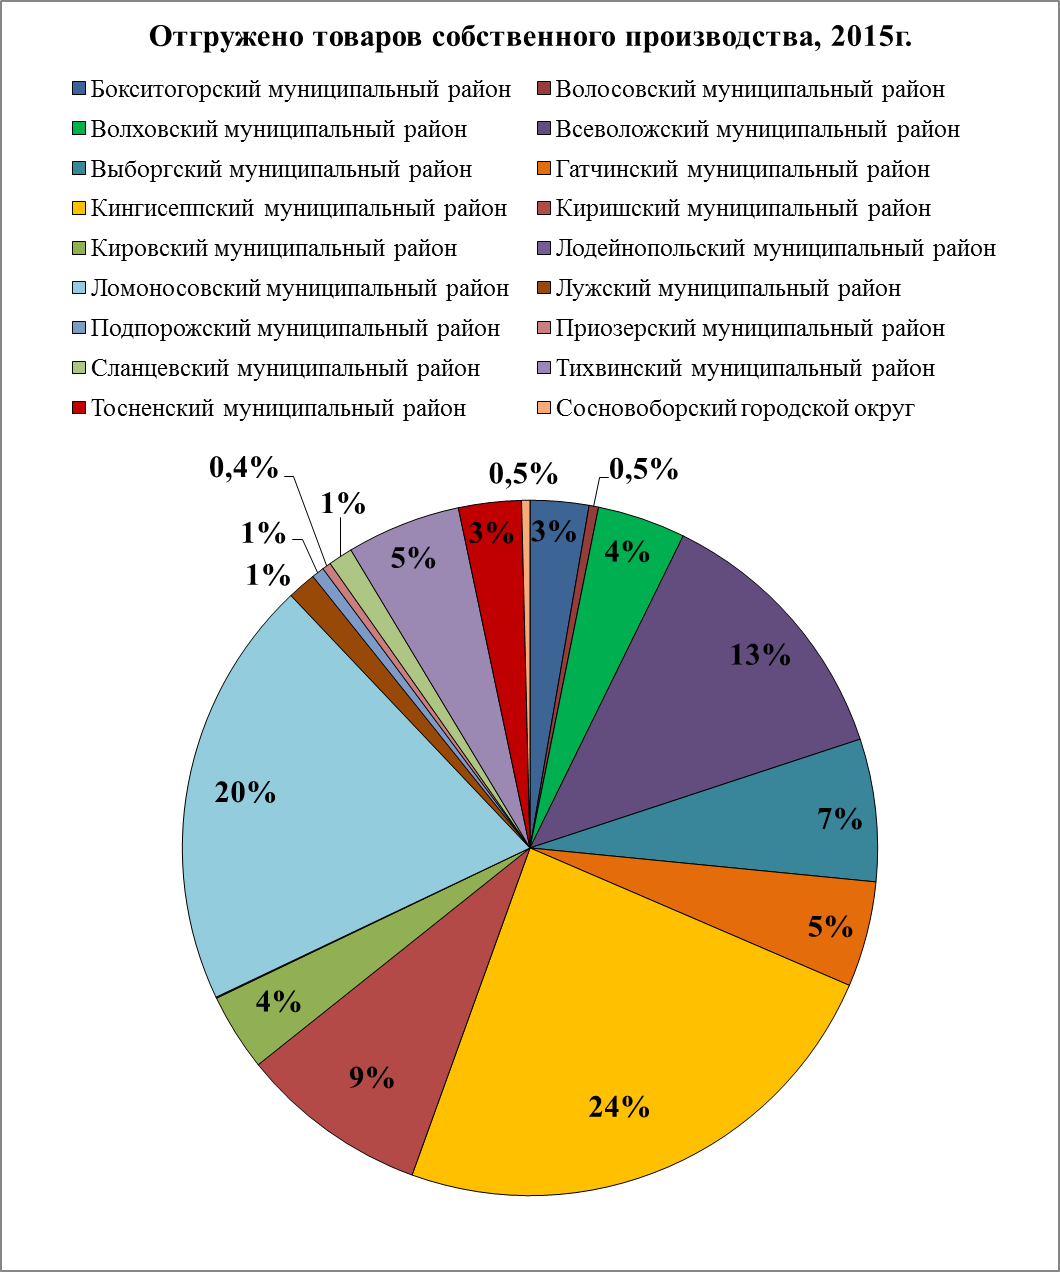 Отгружено товаров собственного производства, 2015г.
Бокситогорский муниципальный район
Волосовский муниципальный район
Волховский муниципальный район
Всеволожский муниципальный район
Выборгский муниципальный район
Гатчинский муниципальный район
Кингисеппский муниципальный район
Киришский муниципальный район
Кировский муниципальный район
Лодейнопольский муниципальный район
Ломоносовский муниципальный район
Лужский муниципальный район
Подпорожский муниципальный район
Приозерский муниципальный район
Сланцевский муниципальный район
Тихвинский муниципальный район
Тосненский муниципальный район
Сосновоборский городской округ
0,4%
0,5%
0,5%
1%
1%
1%
5%
3%
3%
4%
13%
20%
7%
5%
4%
9%
24%